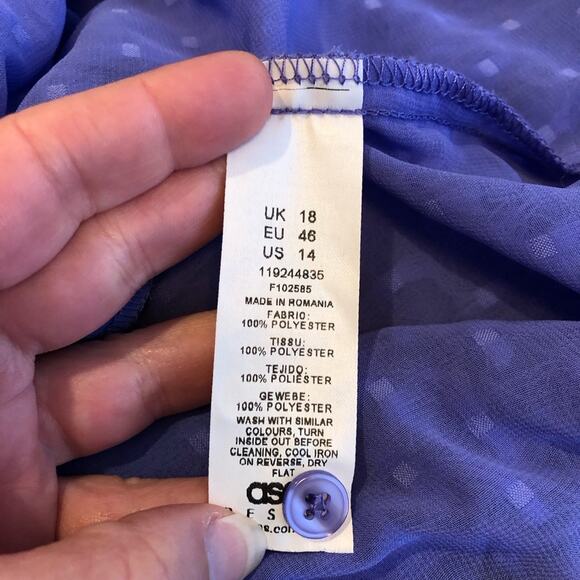 UK 18
EU 46
US 14
119244835
F102585
MADE IN ROMANIA
FABRIC:
100% POLYESTER
TISSU:
100% POLYESTER
TEJIDO:
100% POLIÉSTER
GEWEBE:
100% POLYESTER
WASH WITH SIMILAR
COLOURS, TURN
INSIDE OUT BEFORE
CLEANING, COOL IRON
ON REVERSE, DRY
FLAT